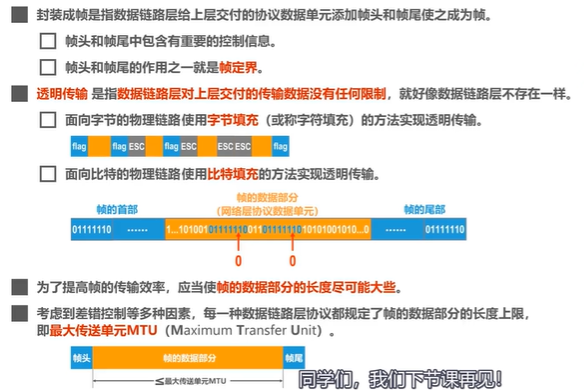 封装成帧是指数据链路层给上层交付的协议数据单元添加帧头和帧尾使之成为帧。
帧头和帧尾中包含有重要的控制信息。
帧头和帧尾的作用之一就是帧定界。
透明传输 是指数据链路层对上层交付的传输数据没有任何限制,就好像数据链路层不存在一样。
面向字节的物理链路使用字节填充(或称字符填充)的方法实现透明传输。
flag flag ESC flag ESC ESC ESC flag
面向比特的物理链路使用比特填充的方法实现透明传输。
帧的数据部分
帧的首部 (网络层协议数据单元) 帧的尾部
01111110 …… 1...1010010111111001101111111010101001010...0 …… 01111110
0 0
为了提高帧的传输效率,应当使帧的数据部分的长度尽可能大些。
考虑到差错控制等多种因素,每一种数据链路层协议都规定了帧的数据部分的长度上限,
即最大传送单元MTU(Maximum Transfer Unit)。
帧头 帧的数据部分 帧尾
≤最大传送单元MTU
同学们,我们下节课再见!